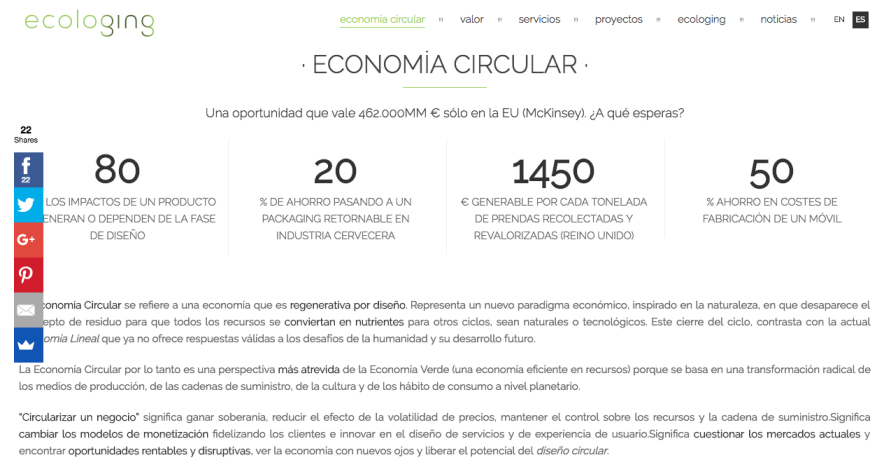 ecologing
economía circular valor servicios proyectos ecologing noticias EN ES
· ECONOMÍA CIRCULAR ·
Una oportunidad que vale 462.000MM € sólo en la EU (McKinsey). ¿A qué esperas?
22
Shares
22
80
LOS IMPACTOS DE UN PRODUCTO
ENERAN O DEPENDEN DE LA FASE
DE DISEÑO
20
% DE AHORRO PASANDO A UN
PACKAGING RETORNABLE EN
INDUSTRIA CERVECERA
1450
€ GENERABLE POR CADA TONELADA
DE PRENDAS RECOLECTADAS Y
REVALORIZADAS (REINO UNIDO)
50
% AHORRO EN COSTES DE
FABRICACIÓN DE UN MÓVIL
conomía Circular se refiere a una economía que es regenerativa por diseño. Representa un nuevo paradigma económico, inspirado en la naturaleza, en que desaparece el
epto de residuo para que todos los recursos se conviertan en nutrientes para otros ciclos, sean naturales o tecnológicos. Este cierre del ciclo, contrasta con la actual
omía Lineal que ya no ofrece respuestas válidas a los desafíos de la humanidad y su desarrollo futuro.
La Economía Circular por lo tanto es una perspectiva más atrevida de la Economía Verde (una economía eficiente en recursos) porque se basa en una transformación radical de
los medios de producción, de las cadenas de suministro, de la cultura y de los hábito de consumo a nivel planetario.
"Circularizar un negocio" significa ganar soberanía, reducir el efecto de la volatilidad de precios, mantener el control sobre los recursos y la cadena de suministro.Significa
cambiar los modelos de monetización fidelizando los clientes e innovar en el diseño de servicios y de experiencia de usuario.Significa cuestionar los mercados actuales y
encontrar oportunidades rentables y disruptivas, ver la economía con nuevos ojos y liberar el potencial del diseño circular.